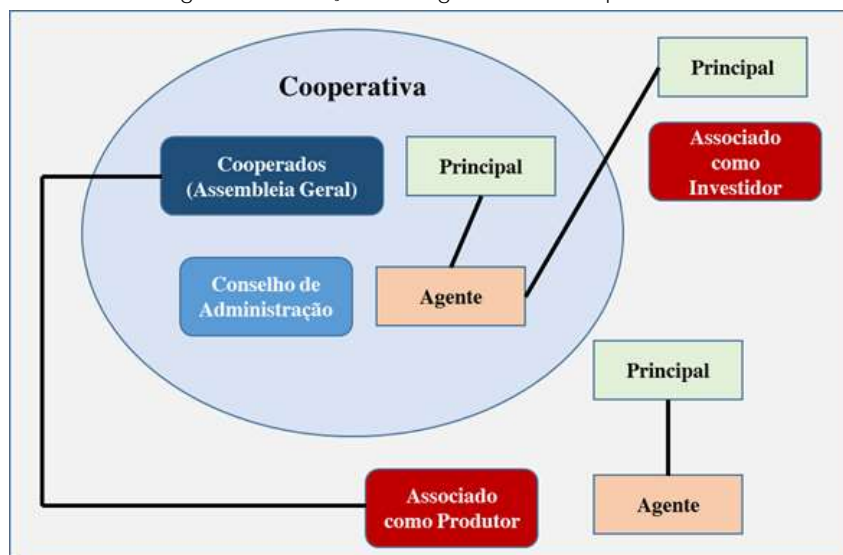 Cooperativa
Principal
Cooperados
(Assembleia Geral)
Principal
Associado
como
Investidor
Conselho de
Administração
Agente
Principal
Associado
como Produtor
Agente